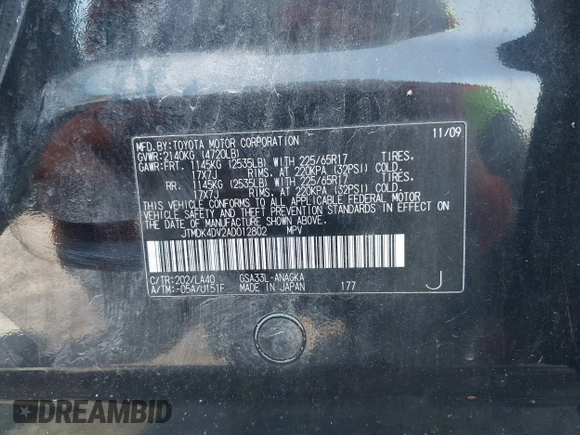 MFD.BY:TOYOTA MOTOR CORPORATION 11/09
GVWR:2140KG (4720LB)
GAWR:FRT. 1145KG (2535LB) WITH 225/65R17 TIRES.
17X7J RIMS, AT 220KPA (32PSI) COLD.
RR. 1145KG (2535LB) WITH 225/65R17 TIRES.
17X7J RIMS, AT 220KPA (32PSI) COLD.
THIS VEHICLE CONFORMS TO ALL APPLICABLE FEDERAL MOTOR
VEHICLE SAFETY AND THEFT PREVENTION STANDARDS IN EFFECT ON
THE DATE OF MANUFACTURE SHOWN ABOVE.
JTMDK4DV2AD012802 MPV
C/TR:202/LA40 GSA33L-ANAGKA
A/TM:-05A/U151F MADE IN JAPAN 177 J
DREAMBID